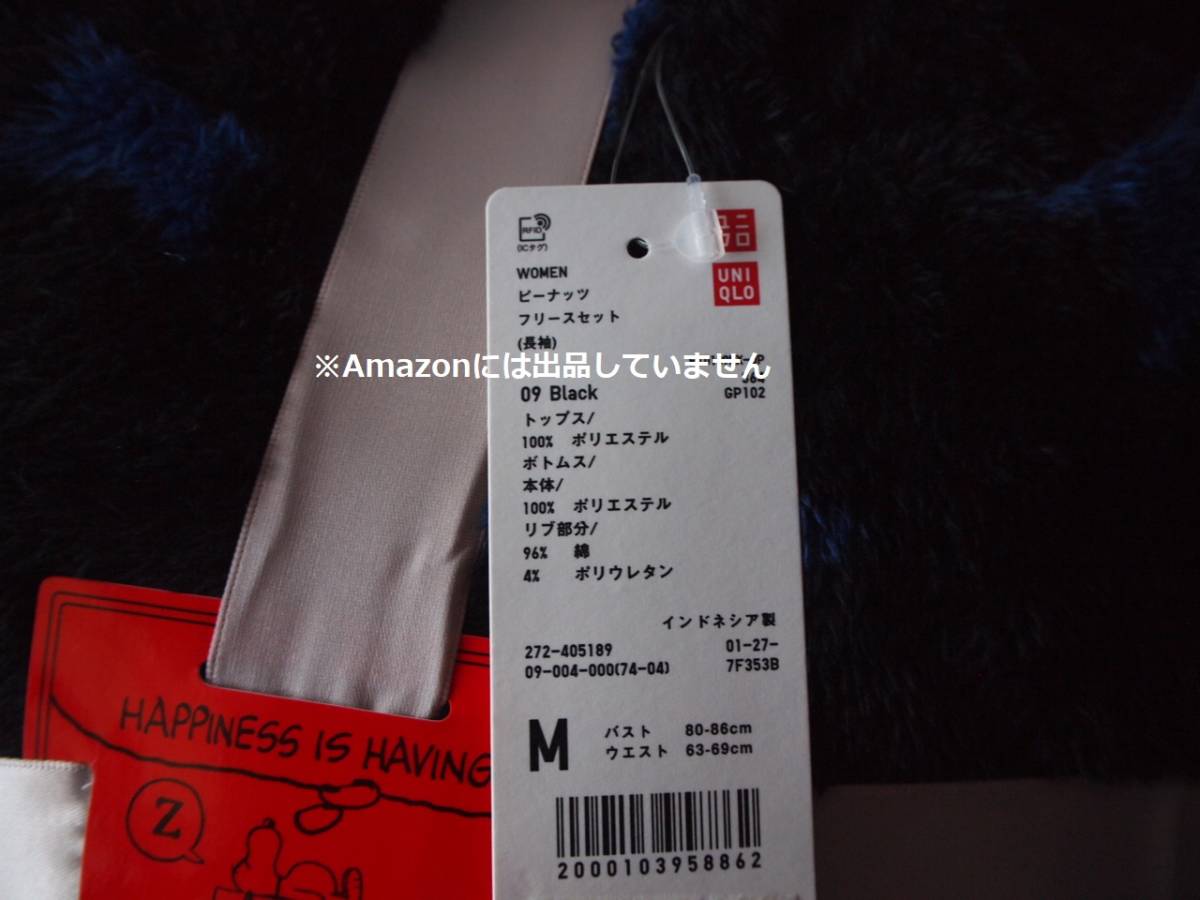 RFID
(ICタグ)
ユニ
クロ
UNI
QLO
WOMEN
ピーナッツ
フリースセット
(長袖)
※Amazonには出品していません
09 Black
GP102
トップス/
100% ポリエステル
ボトムス/
本体/
100% ポリエステル
リブ部分/
96% 綿
4% ポリウレタン
インドネシア製
272-405189 01-27-
09-004-000(74-04) 7F353B
M バスト 80-86cm
ウエスト 63-69cm
2000103958862
HAPPINESS IS HAVING
Z